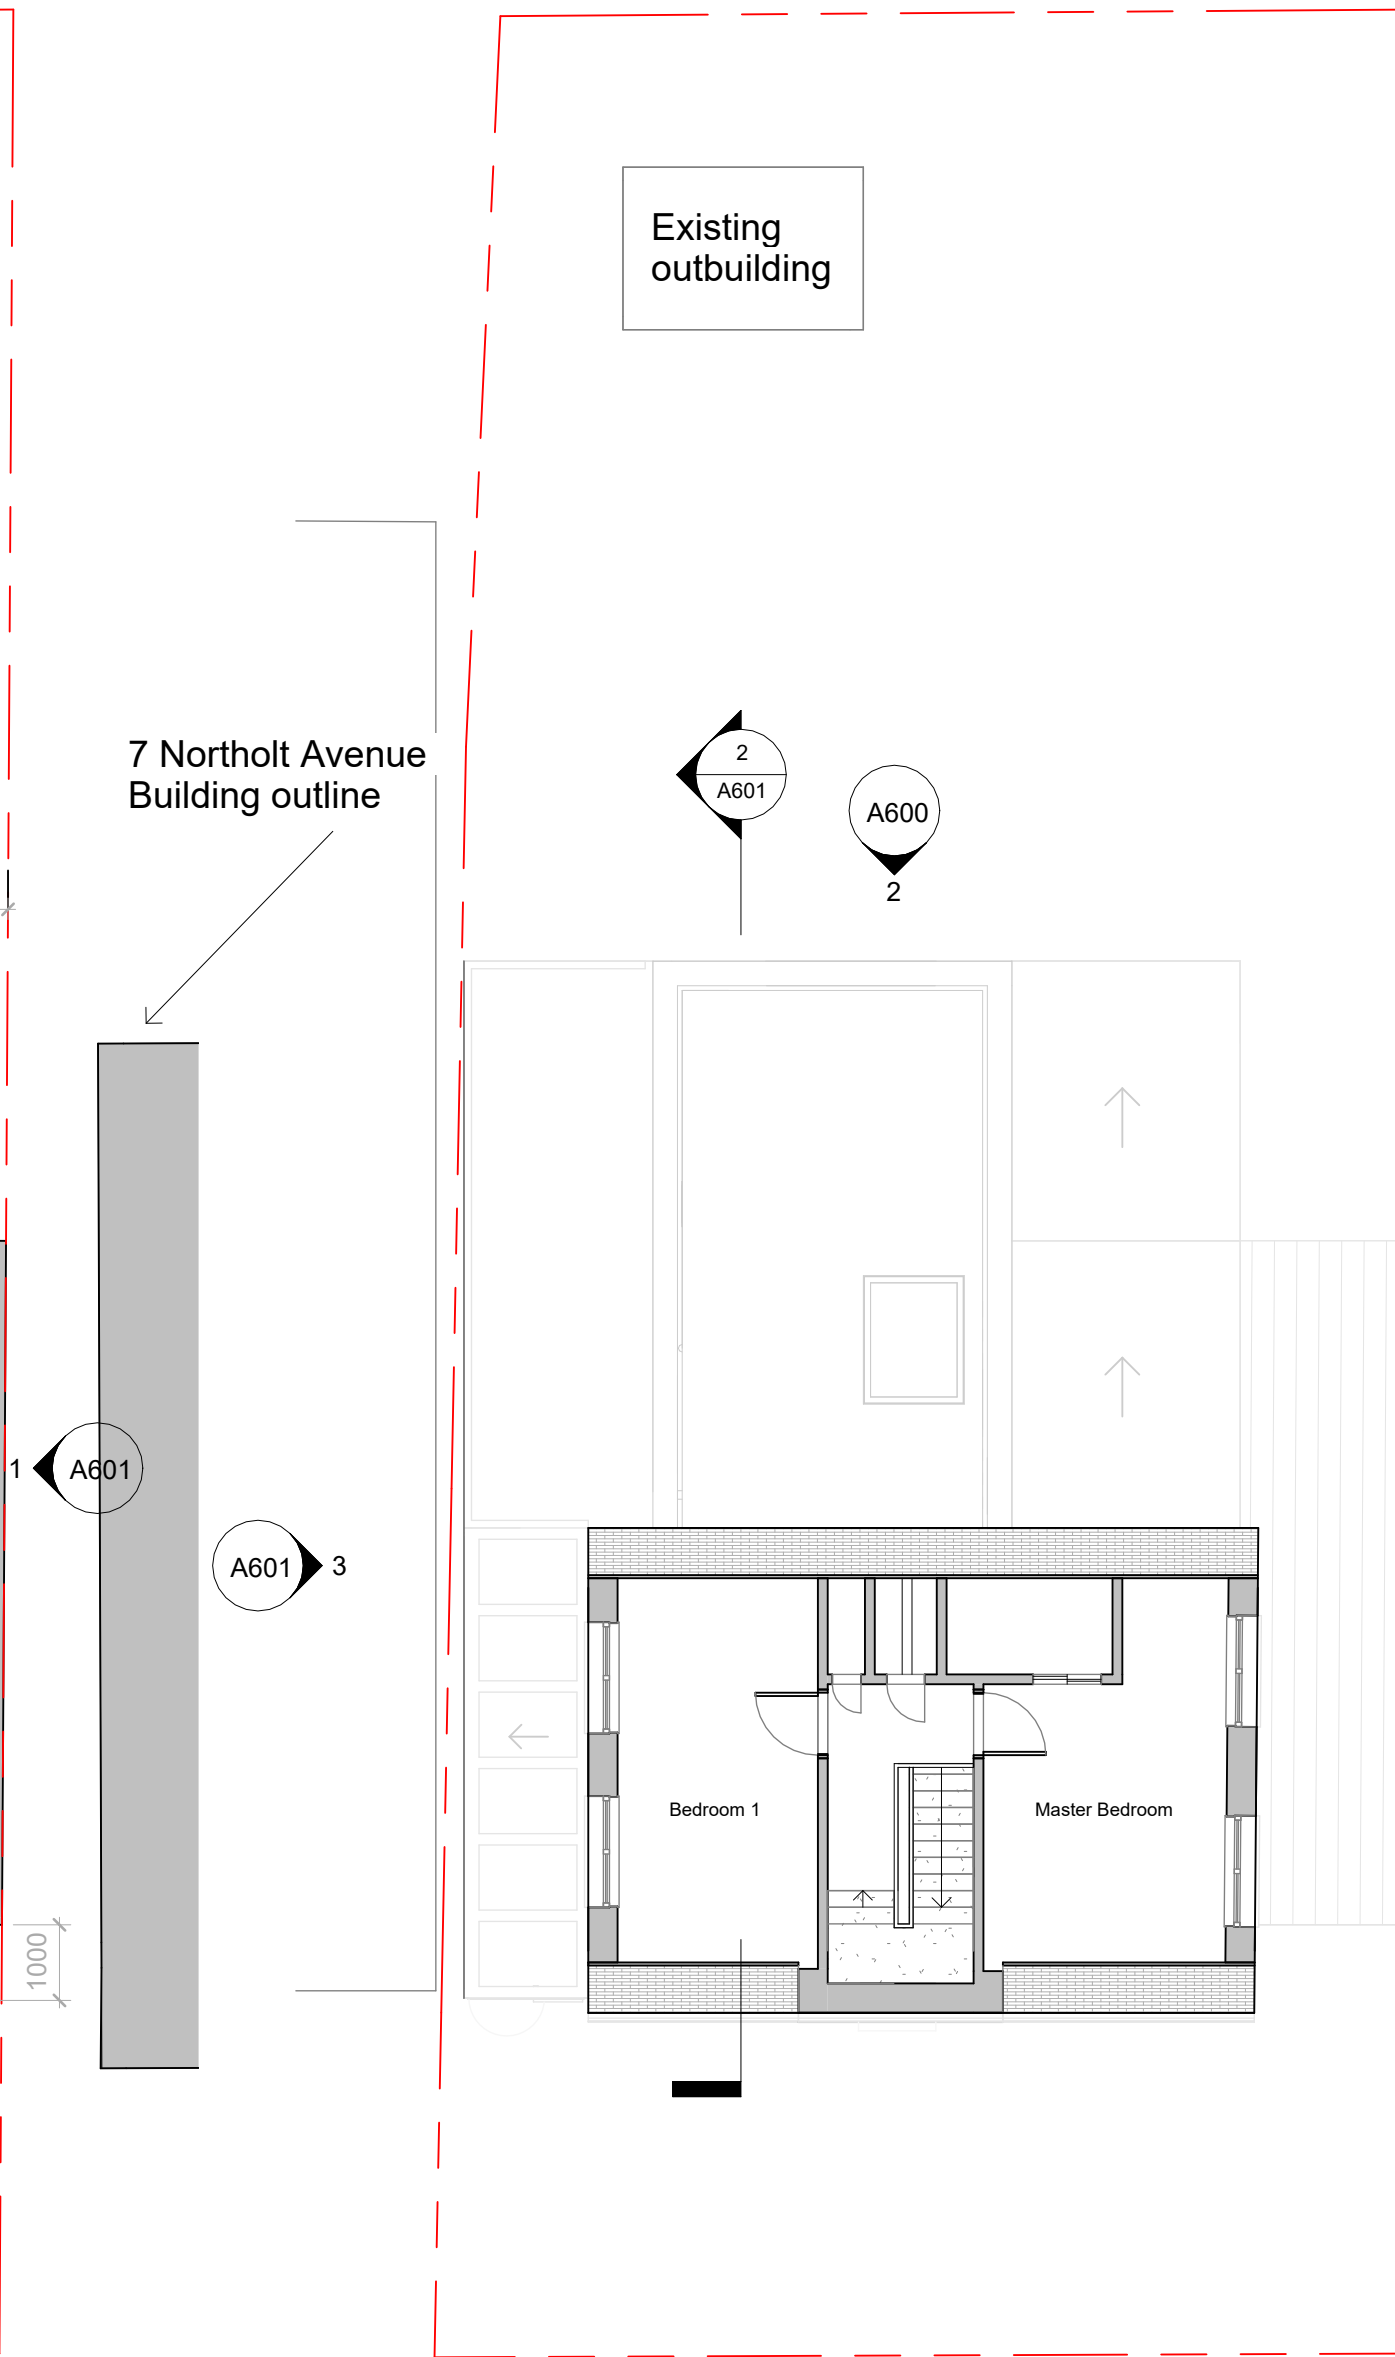 Existing
outbuilding
7 Northolt Avenue
Building outline
2
A601
A600
2
1
A601
A601
3
Bedroom 1
Master Bedroom
1000